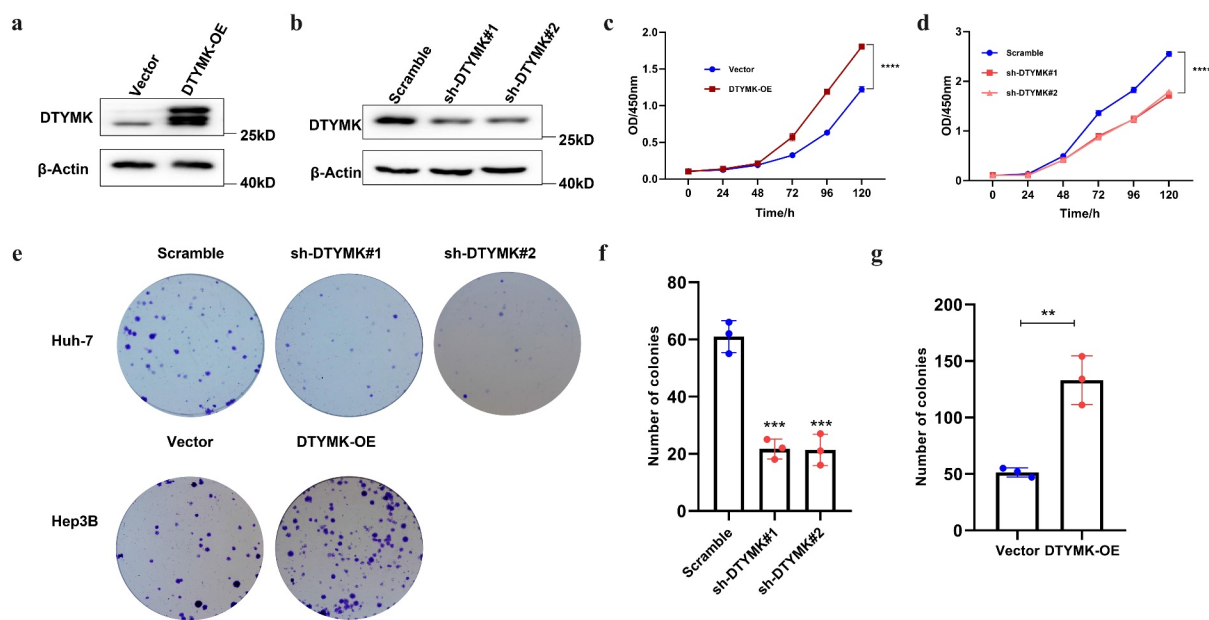 a
Vector
DTYMK-OE
DTYMK
25kD
β-Actin
40kD
b
Scramble
sh-DTYMK#1
sh-DTYMK#2
DTYMK
25kD
β-Actin
40kD
c
2.0
1.5
1.0
0.5
0.0
OD/450nm
Vector
DTYMK-OE
****
0 24 48 72 96 120
Time/h
d
3
2
1
0
OD/450nm
Scramble
sh-DTYMK#1
sh-DTYMK#2
****
0 24 48 72 96 120
Time/h
e
Scramble sh-DTYMK#1 sh-DTYMK#2
Huh-7
Vector DTYMK-OE
Hep3B
f
80
60
40
20
0
Number of colonies
*** ***
Scramble
sh-DTYMK#1
sh-DTYMK#2
g
200
150
100
50
0
Number of colonies
**
Vector DTYMK-OE